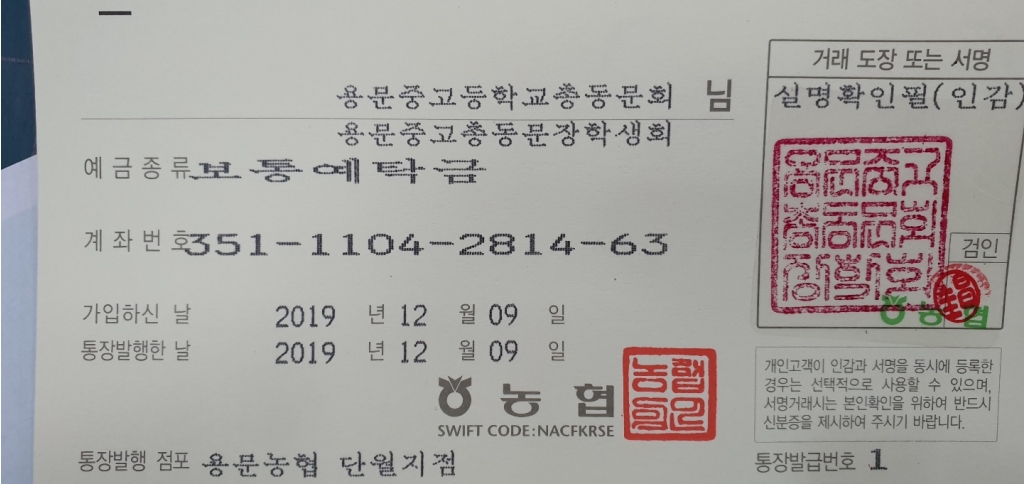 용문중고등학교총동문회 님
용문중고총동문장학생회
예금종류 보통예탁금
계좌번호 351-1104-2814-63
가입하신 날 2019 년 12 월 09 일
통장발행한 날 2019 년 12 월 09 일
농협
SWIFT CODE:NACFKRSE
통장발행 점포 용문농협 단월지점
거래 도장 또는 서명
실명확인필(인감)
검인
농협
개인고객이 인감과 서명을 동시에 등록한
경우는 선택적으로 사용할 수 있으며,
서명거래시는 본인확인을 위하여 반드시
신분증을 제시하여 주시기 바랍니다.
통장발급번호 1